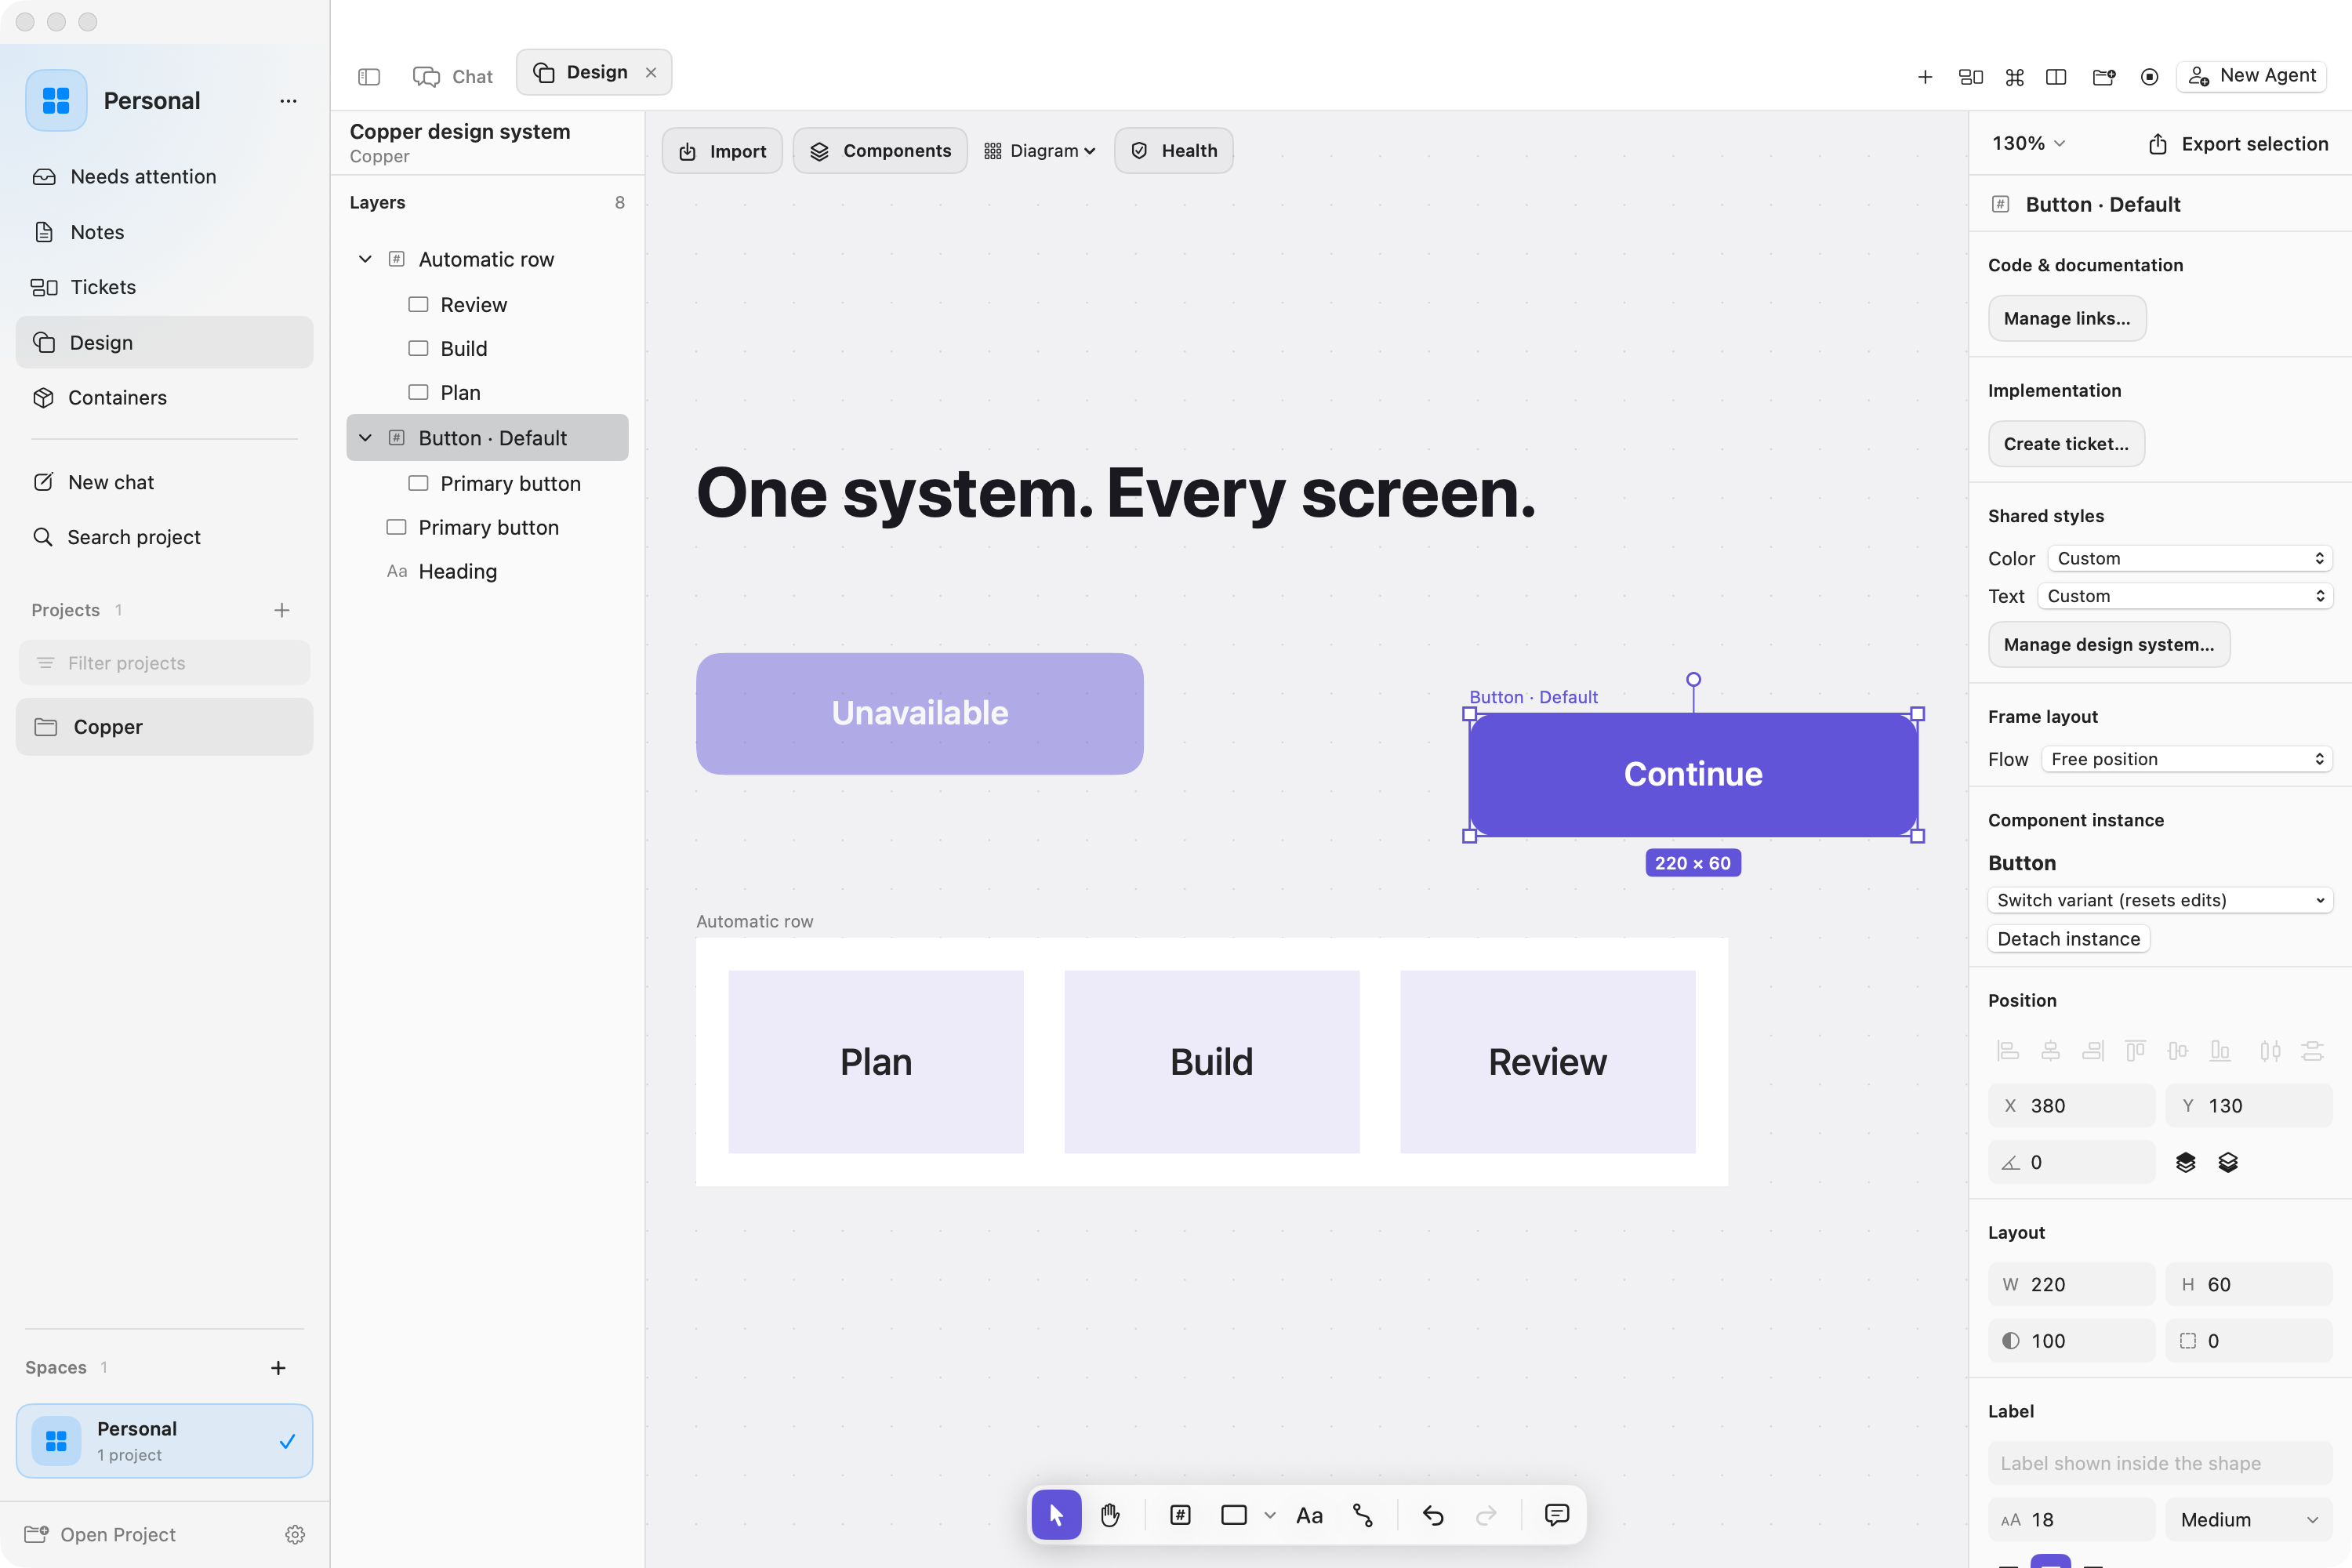 Personal
Needs attention
Notes
Tickets
Design
Containers
New chat
Search project
Projects 1
Filter projects
Copper
Spaces 1
Personal
1 project
Open Project
Chat
Design
New Agent
Copper design system
Copper
Layers 8
Automatic row
Review
Build
Plan
Button · Default
Primary button
Primary button
Aa Heading
Import
Components
Diagram
Health
One system. Every screen.
Unavailable
Button · Default
Continue
220 × 60
Automatic row
Plan
Build
Review
Aa
130%
Export selection
Button · Default
Code & documentation
Manage links...
Implementation
Create ticket...
Shared styles
Color Custom
Text Custom
Manage design system...
Frame layout
Flow Free position
Component instance
Button
Switch variant (resets edits)
Detach instance
Position
X 380 Y 130
0
Layout
W 220 H 60
100 0
Label
Label shown inside the shape
AA 18 Medium